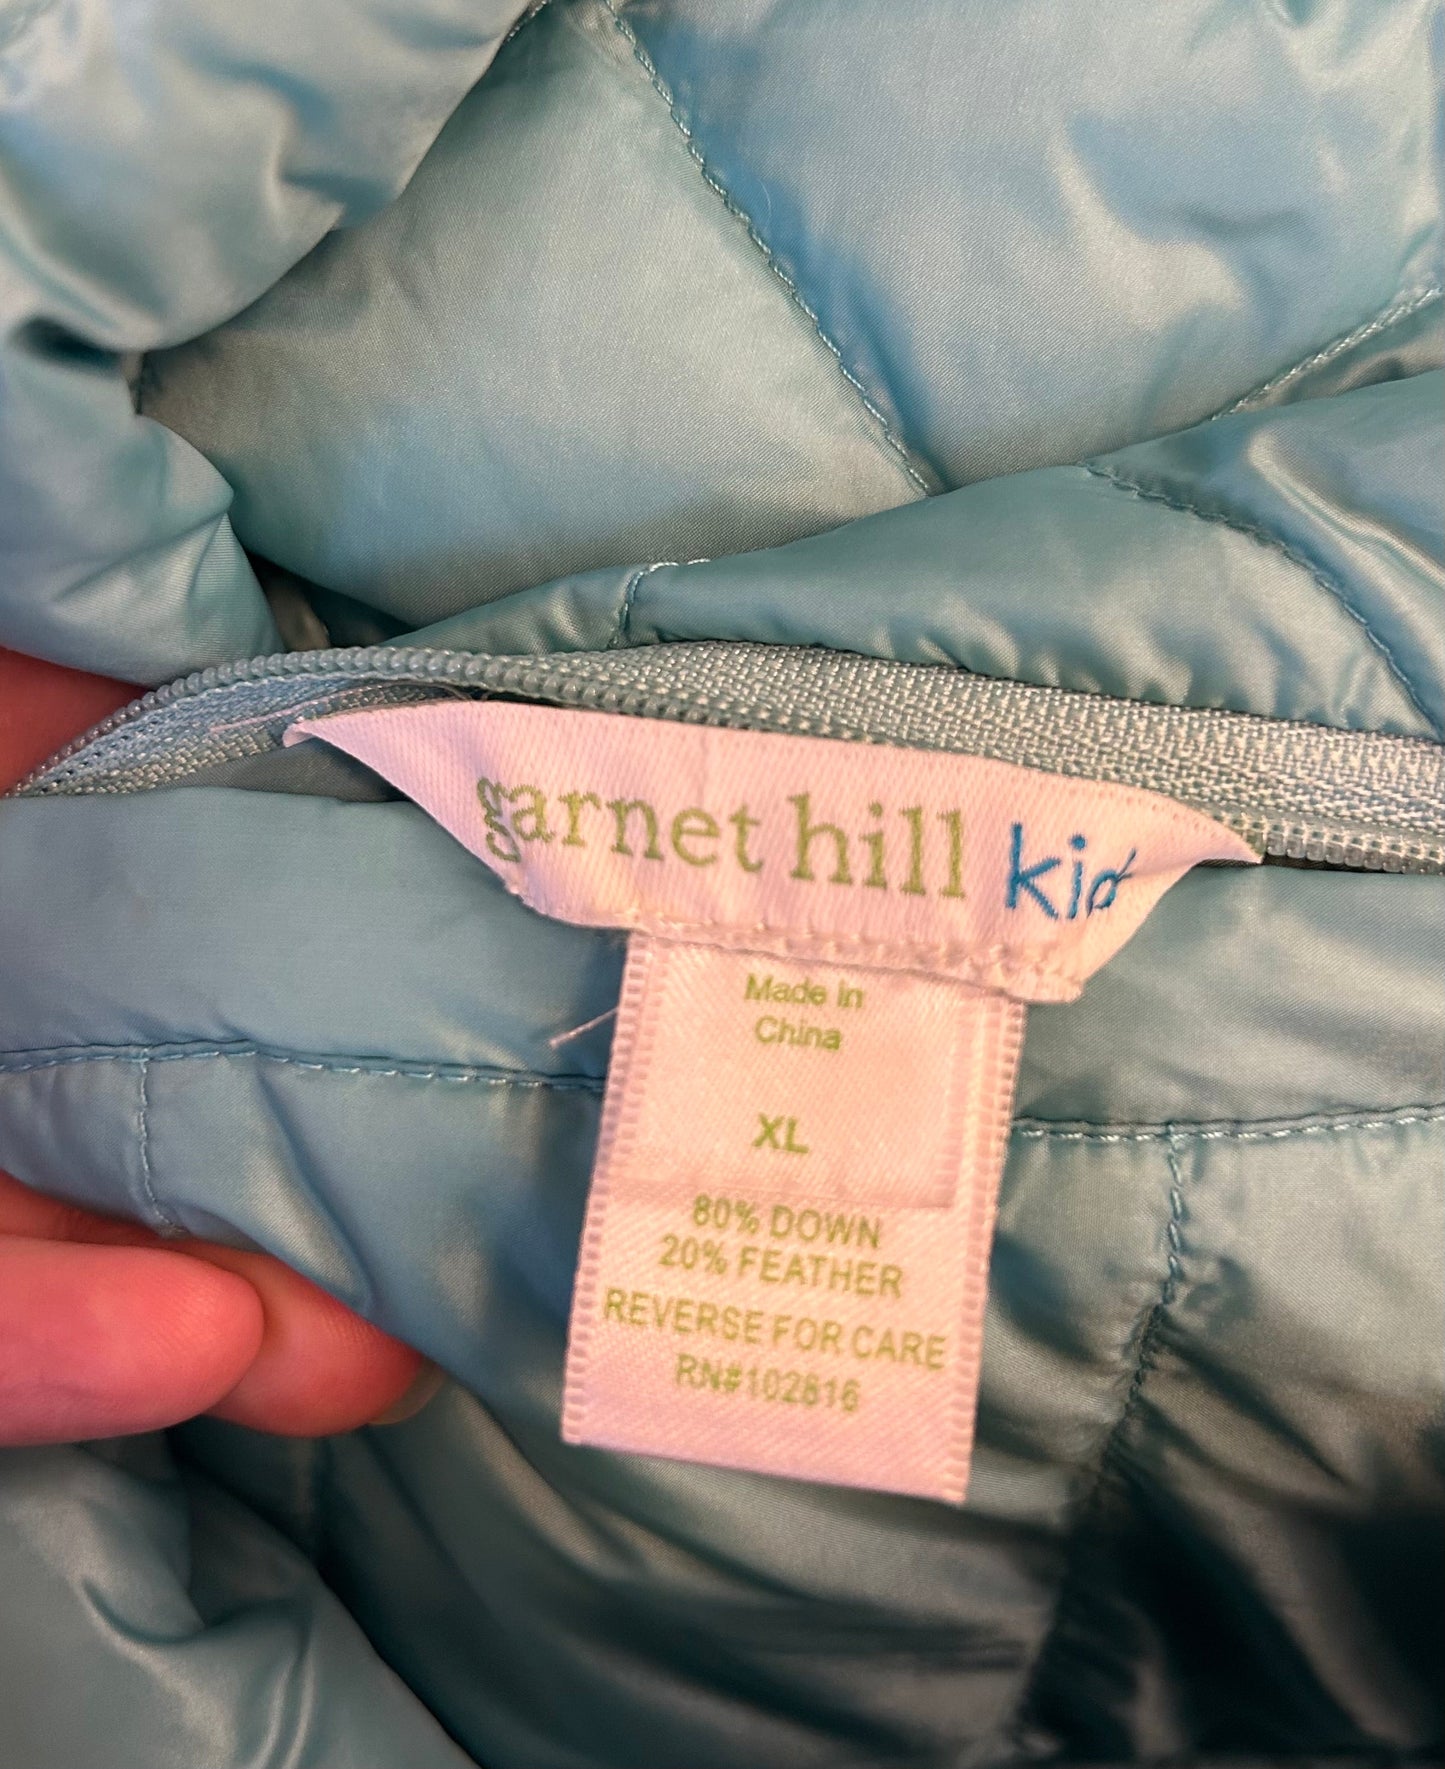 garnet hill kid
Made in
China
XL
80% DOWN
20% FEATHER
REVERSE FOR CARE
RN#102816